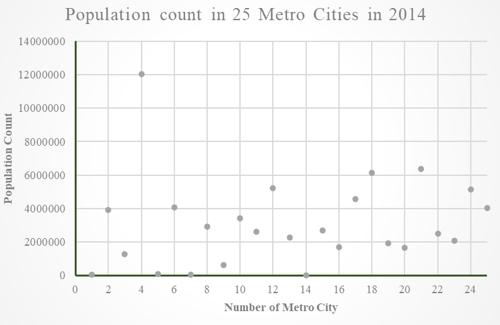 Population count in 25 Metro Cities in 2014
14000000
12000000
10000000
8000000
6000000
4000000
2000000
0
Population Count
0 2 4 6 8 10 12 14 16 18 20 22 24
Number of Metro City